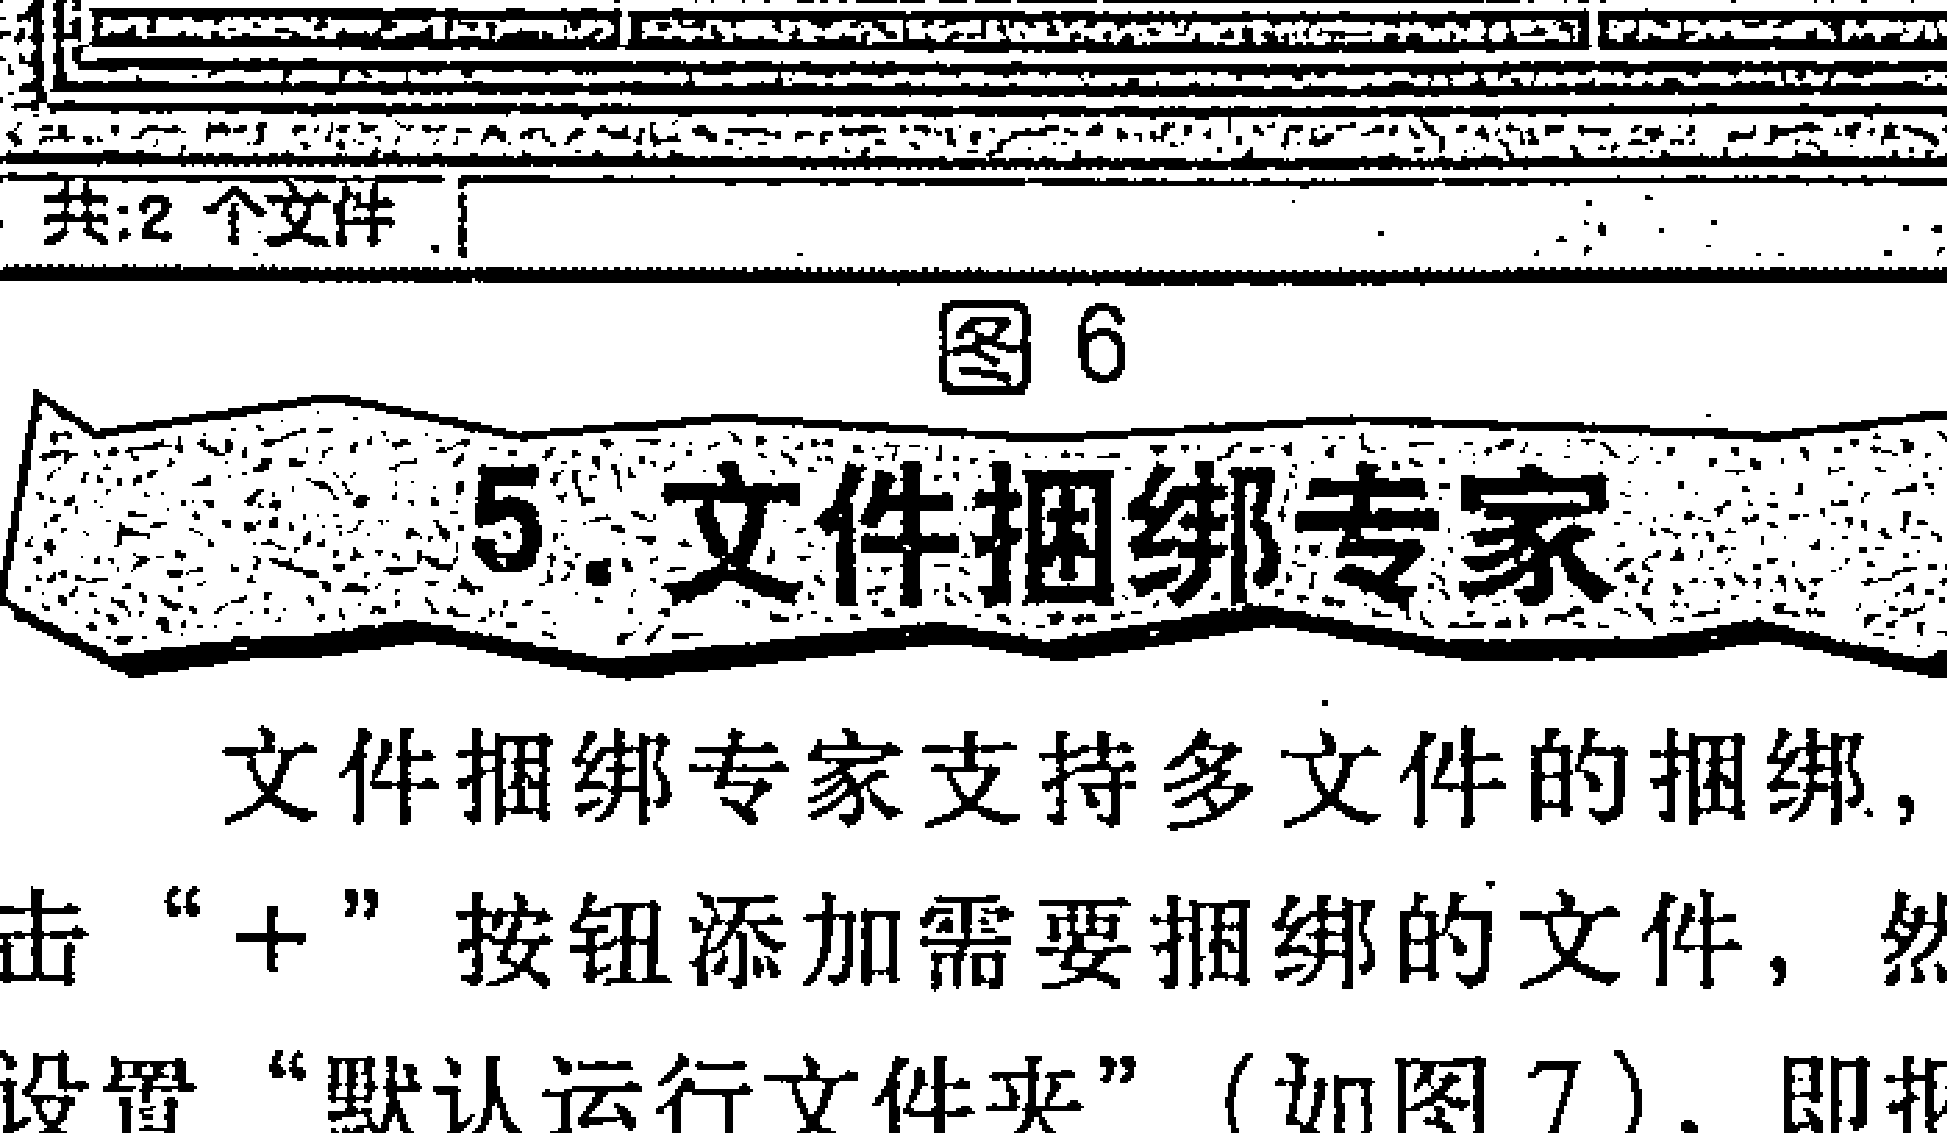 共:2 个文件
图 6
5.文件捆绑专家
文件捆绑专家支持多文件的捆绑，
击“+”按钮添加需要捆绑的文件，然
设置“默认运行文件夹”(如图7)，即